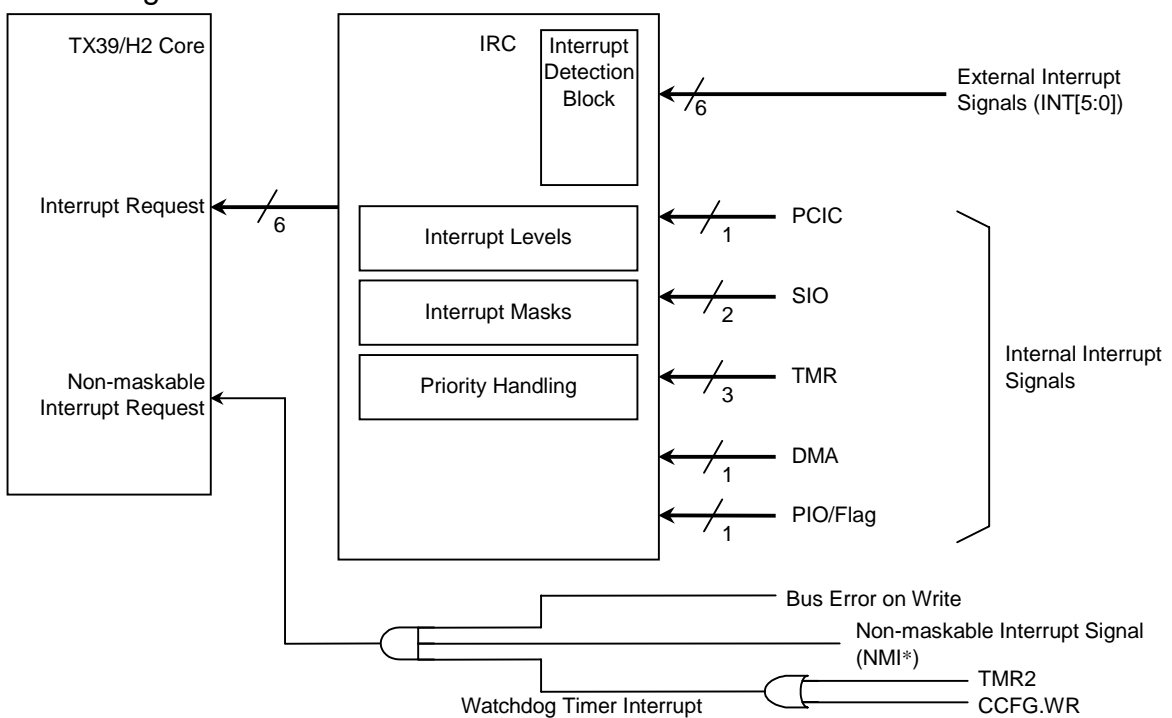 TX39/H2 Core
IRC
Interrupt
Detection
Block
External Interrupt
Signals (INT[5:0])
6
Interrupt Request
6
Interrupt Levels
Interrupt Masks
Priority Handling
PCIC
1
SIO
2
TMR
3
DMA
1
PIO/Flag
1
Internal Interrupt
Signals
Non-maskable
Interrupt Request
Bus Error on Write
Non-maskable Interrupt Signal
(NMI*)
Watchdog Timer Interrupt
TMR2
CCFG.WR